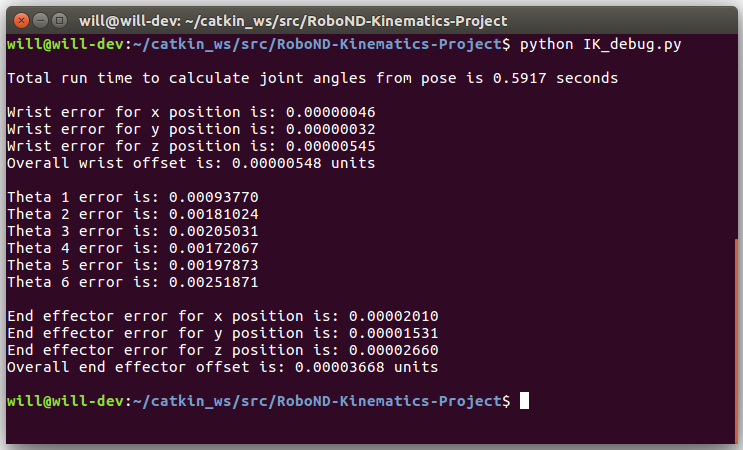 will@will-dev: ~/catkin_ws/src/RoboND-Kinematics-Project
will@will-dev:~/catkin_ws/src/RoboND-Kinematics-Project$ python IK_debug.py
Total run time to calculate joint angles from pose is 0.5917 seconds
Wrist error for x position is: 0.00000046
Wrist error for y position is: 0.00000032
Wrist error for z position is: 0.00000545
Overall wrist offset is: 0.00000548 units
Theta 1 error is: 0.00093770
Theta 2 error is: 0.00181024
Theta 3 error is: 0.00205031
Theta 4 error is: 0.00172067
Theta 5 error is: 0.00197873
Theta 6 error is: 0.00251871
End effector error for x position is: 0.00002010
End effector error for y position is: 0.00001531
End effector error for z position is: 0.00002660
Overall end effector offset is: 0.00003668 units
will@will-dev:~/catkin_ws/src/RoboND-Kinematics-Project$